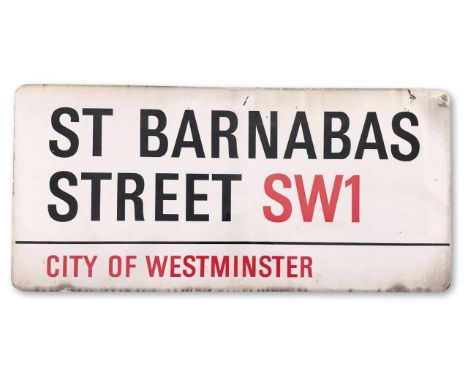 ST BARNABAS
STREET SW1
CITY OF WESTMINSTER